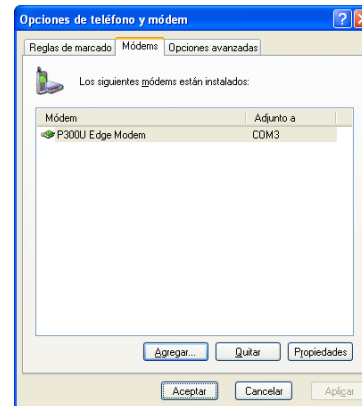 Opciones de teléfono y módem
Reglas de marcado Módems Opciones avanzadas
Los siguientes módems están instalados:
Módem Adjunto a
P300U Edge Modem COM3
Agregar... Quitar Propiedades
Aceptar Cancelar Aplicar